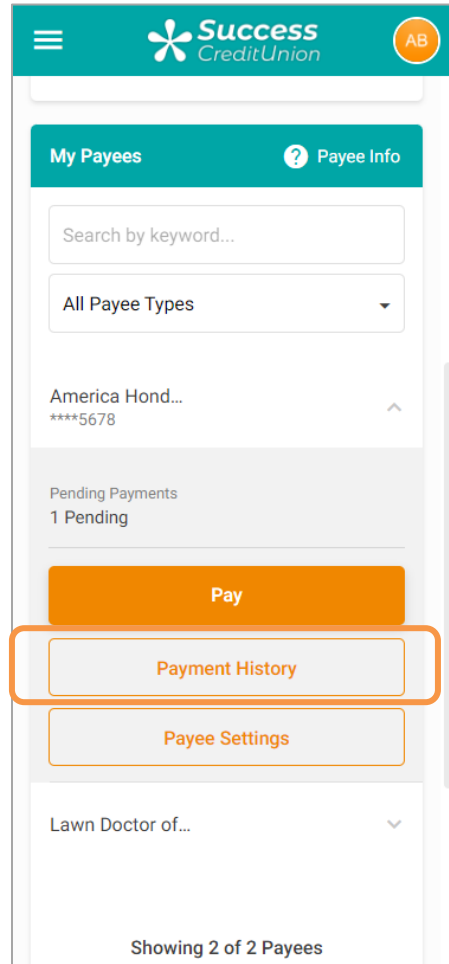 Success
CreditUnion
AB
My Payees
? Payee Info
Search by keyword...
All Payee Types
America Hond...
****5678
Pending Payments
1 Pending
Pay
Payment History
Payee Settings
Lawn Doctor of...
Showing 2 of 2 Payees